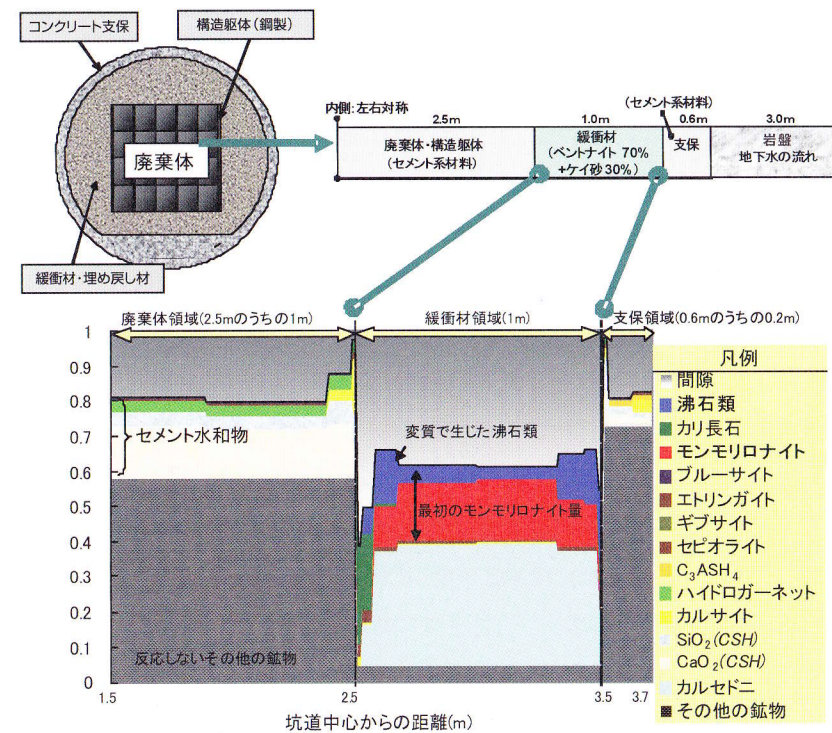 コンクリート支保
構造躯体(鋼製)
廃棄体
緩衝材・埋め戻し材
内側:左右対称
(セメント系材料)
2.5m
1.0m
0.6m
3.0m
廃棄体・構造躯体
(セメント系材料)
緩衝材
(ベントナイト 70%
+ケイ砂30%)
支保
岩盤
地下水の流れ
廃棄体領域(2.5mのうちの1m)
緩衝材領域(1m)
支保領域(0.6mのうちの0.2m)
1
0.9
0.8
0.7
0.6
0.5
0.4
0.3
0.2
0.1
0
セメント水和物
変質で生じた沸石類
最初のモンモリロナイト量
反応しないその他の鉱物
1.5
2.5
3.5
3.7
坑道中心からの距離(m)
凡例
間隙
沸石類
カリ長石
モンモリロナイト
ブルーサイト
エトリンガイト
ギブサイト
セピオライト
C₃ASH₄
ハイドロガーネット
カルサイト
SiO₂(CSH)
CaO₂(CSH)
カルセドニ
その他の鉱物